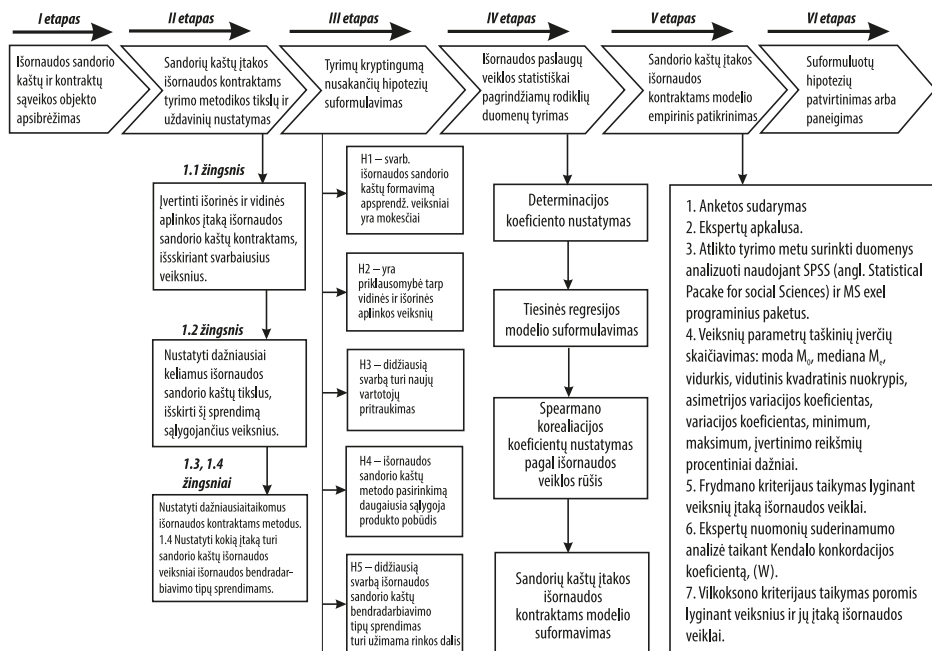 I etapas
II etapas
III etapas
IV etapas
V etapas
VI etapas
Išornaudos sandorio
kaštų ir kontraktų
sąveikos objekto
apsibrėžimas
Sandorių kaštų įtakos
išornaudos kontraktams
tyrimo metodikos tikslų ir
uždavinių nustatymas
Tyrimų kryptingumą
nusakančių hipotezių
suformulavimas
Išornaudos paslaugų
veiklos statistiškai
pagrindžiamų rodiklių
duomenų tyrimas
Sandorio kaštų įtakos
išornaudos
kontraktams modelio
empirinis patikrinimas
Suformuluotų
hipotezių
patvirtinimas arba
paneigimas
1.1 žingsnis
Įvertinti išorinės ir vidinės
aplinkos įtaką išornaudos
sandorio kaštų kontraktams,
išsskiriant svarbaiusius
veiksnius.
1.2 žingsnis
Nustatyti dažniausiai
keliamus išornaudos
sandorio kaštų tikslus,
išskirti šį sprendimą
sąlygojančius veiksnius.
1.3, 1.4
žingsniai
Nustatyti dažniausiaitaikomus
išornaudos kontraktams metodus.
1.4 Nustatyti kokią įtaką turi
sandorio kaštų išornaudos
veiksniai išornaudos bendradar-
biavimo tipų sprendimams.
H1 – svarb.
išornaudos sandorio
kaštų formavimą
apsprendž. veiksniai
yra mokesčiai
H2 – yra
priklausomybė tarp
vidinės ir išorinės
aplinkos veiksnių
H3 – didžiausią
svarbą turi naujų
vartotojų
pritraukimas
H4 – išornaudos
sandorio kaštų
metodo pasirinkimą
daugaiusia sąlygoja
produkto pobūdis
H5 – didžiausią
svarbą išornaudos
sandorio kaštų
bendradarbiavimo
tipų sprendimas
turi užimama rinkos dalis
Determinacijos
koeficiento nustatymas
Tiesinės regresijos
modelio suformulavimas
Spearmano
korealiacijos
koeficientų nustatymas
pagal išornaudos
veiklos rūšis
Sandorių kaštų įtakos
išornaudos
kontraktams modelio
suformavimas
1. Anketos sudarymas
2. Ekspertų apkalusa.
3. Atlikto tyrimo metu surinkti duomenys
analizuoti naudojant SPSS (angl. Statistical
Pacake for social Sciences) ir MS exel
programinius paketus.
4. Veiksnių parametrų taškinių įverčių
skaičiavimas: moda M₀, mediana Mₑ,
vidurkis, vidutinis kvadratinis nuokrypis,
asimetrijos variacijos koeficientas,
variacijos koeficientas, minimum,
maksimum, įvertinimo reikšmių
procentiniai dažniai.
5. Frydmano kriterijaus taikymas lyginant
veiksnių įtaką išornaudos veiklai.
6. Ekspertų nuomonių suderinamumo
analizė taikant Kendalo konkordacijos
koeficientą, (W).
7. Vilkoksono kriterijaus taikymas poromis
lyginant veiksnius ir jų įtaką išornaudos
veiklai.